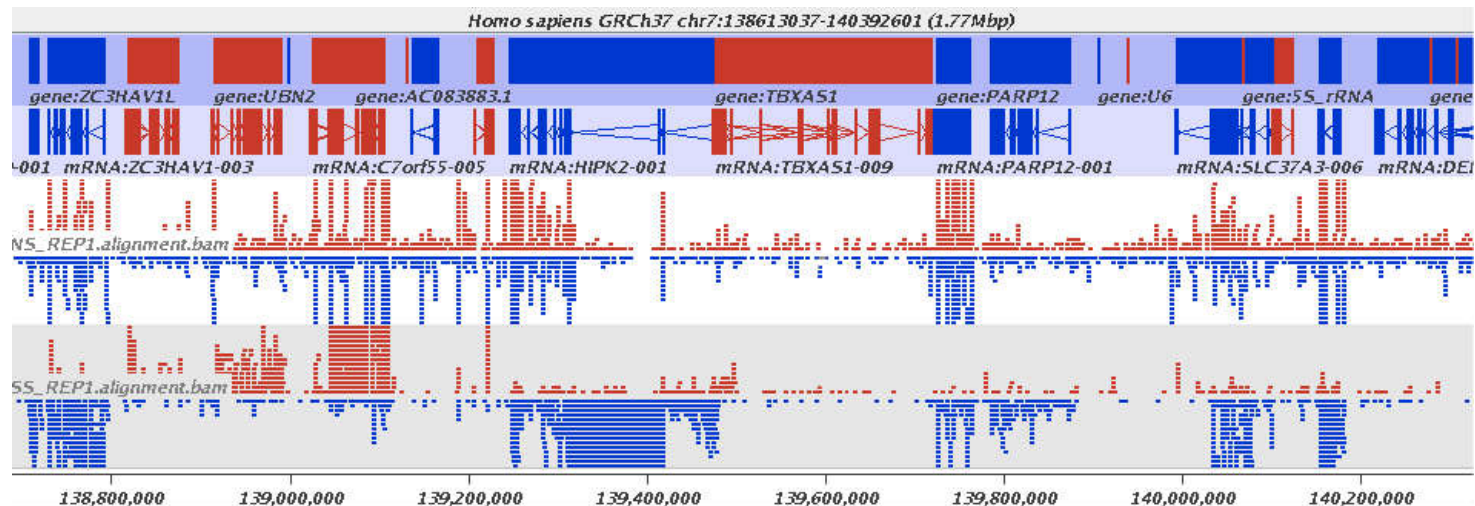 Homo sapiens GRCh37 chr7:138613037-140392601 (1.77Mbp)
gene:ZC3HAV1L gene:UBN2 gene:AC083883.1 gene:TBXAS1 gene:PARP12 gene:U6 gene:5S_rRNA gene
-001 mRNA:ZC3HAV1-003 mRNA:C7orf55-005 mRNA:HIPK2-001 mRNA:TBXAS1-009 mRNA:PARP12-001 mRNA:SLC37A3-006 mRNA:DEI
NS_REP1.alignment.bam
SS_REP1.alignment.bam
138,800,000 139,000,000 139,200,000 139,400,000 139,600,000 139,800,000 140,000,000 140,200,000